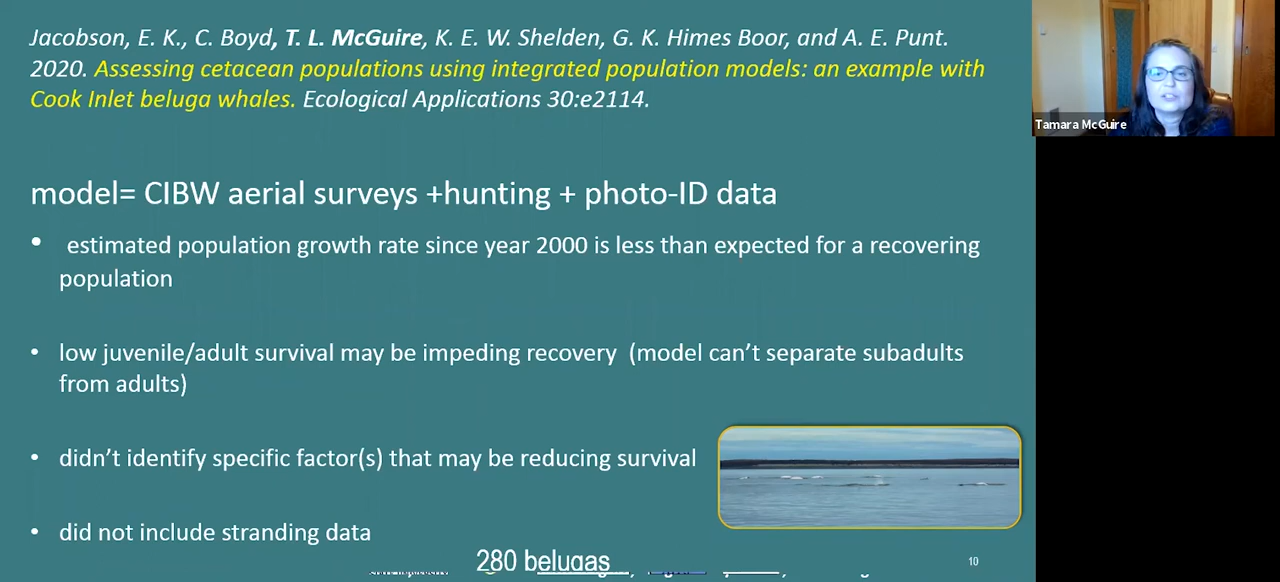 Jacobson, E. K., C. Boyd, T. L. McGuire, K. E. W. Shelden, G. K. Himes Boor, and A. E. Punt.
2020. Assessing cetacean populations using integrated population models: an example with
Cook Inlet beluga whales. Ecological Applications 30:e2114.
Tamara McGuire
model= CIBW aerial surveys +hunting + photo-ID data
• estimated population growth rate since year 2000 is less than expected for a recovering
population
• low juvenile/adult survival may be impeding recovery (model can’t separate subadults
from adults)
• didn’t identify specific factor(s) that may be reducing survival
• did not include stranding data
280 belugas
10